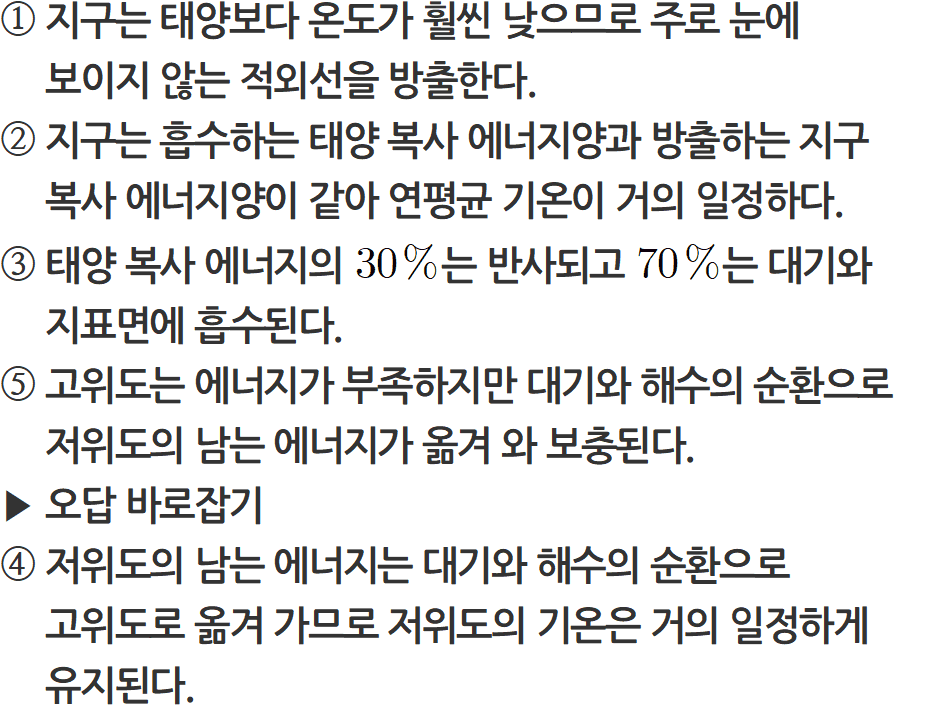 ① 지구는 태양보다 온도가 훨씬 낮으므로 주로 눈에
보이지 않는 적외선을 방출한다.
② 지구는 흡수하는 태양 복사 에너지양과 방출하는 지구
복사 에너지양이 같아 연평균 기온이 거의 일정하다.
③ 태양 복사 에너지의 30%는 반사되고 70%는 대기와
지표면에 흡수된다.
⑤ 고위도는 에너지가 부족하지만 대기와 해수의 순환으로
저위도의 남는 에너지가 옮겨 와 보충된다.
▶ 오답 바로잡기
④ 저위도의 남는 에너지는 대기와 해수의 순환으로
고위도로 옮겨 가므로 저위도의 기온은 거의 일정하게
유지된다.